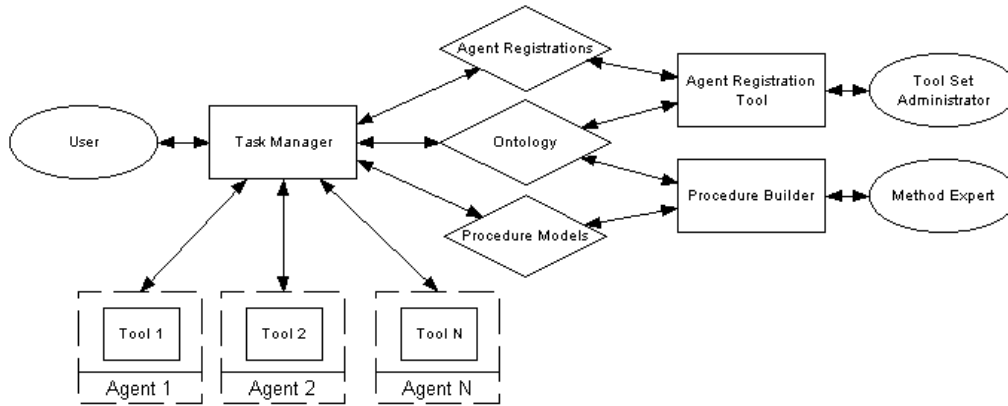 Agent Registrations
Agent Registration
Tool
Tool Set
Administrator
User
Task Manager
Ontology
Procedure Builder
Method Expert
Procedure Models
Tool 1
Tool 2
Tool N
Agent 1
Agent 2
Agent N